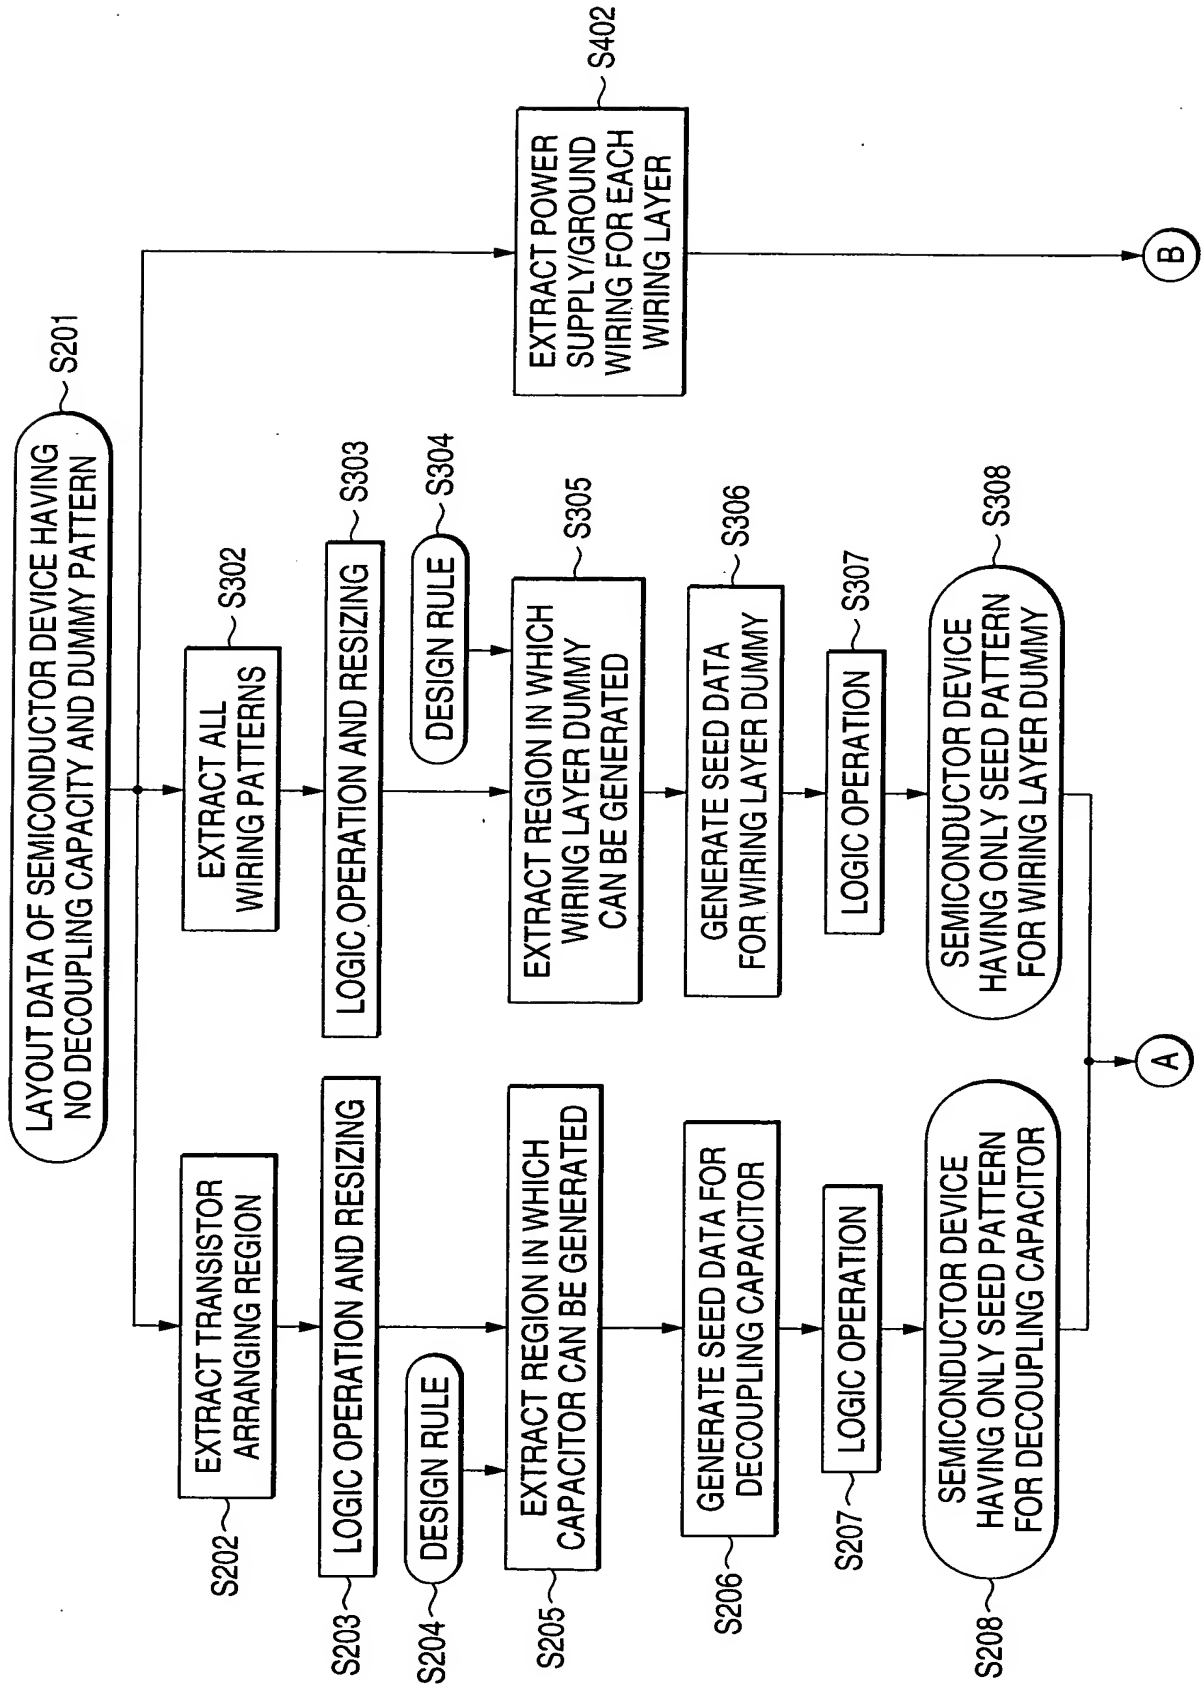 LAYOUT DATA OF SEMICONDUCTOR DEVICE HAVING
NO DECOUPLING CAPACITY AND DUMMY PATTERN
S201
EXTRACT TRANSISTOR
ARRANGING REGION
S202
LOGIC OPERATION AND RESIZING
S203
DESIGN RULE
S204
EXTRACT REGION IN WHICH
CAPACITOR CAN BE GENERATED
S205
GENERATE SEED DATA FOR
DECOUPLING CAPACITOR
S206
LOGIC OPERATION
S207
SEMICONDUCTOR DEVICE
HAVING ONLY SEED PATTERN
FOR DECOUPLING CAPACITOR
S208
EXTRACT ALL
WIRING PATTERNS
S302
LOGIC OPERATION AND RESIZING
S303
DESIGN RULE
S304
EXTRACT REGION IN WHICH
WIRING LAYER DUMMY
CAN BE GENERATED
S305
GENERATE SEED DATA
FOR WIRING LAYER DUMMY
S306
LOGIC OPERATION
S307
SEMICONDUCTOR DEVICE
HAVING ONLY SEED PATTERN
FOR WIRING LAYER DUMMY
S308
A
EXTRACT POWER
SUPPLY/GROUND
WIRING FOR EACH
WIRING LAYER
S402
B